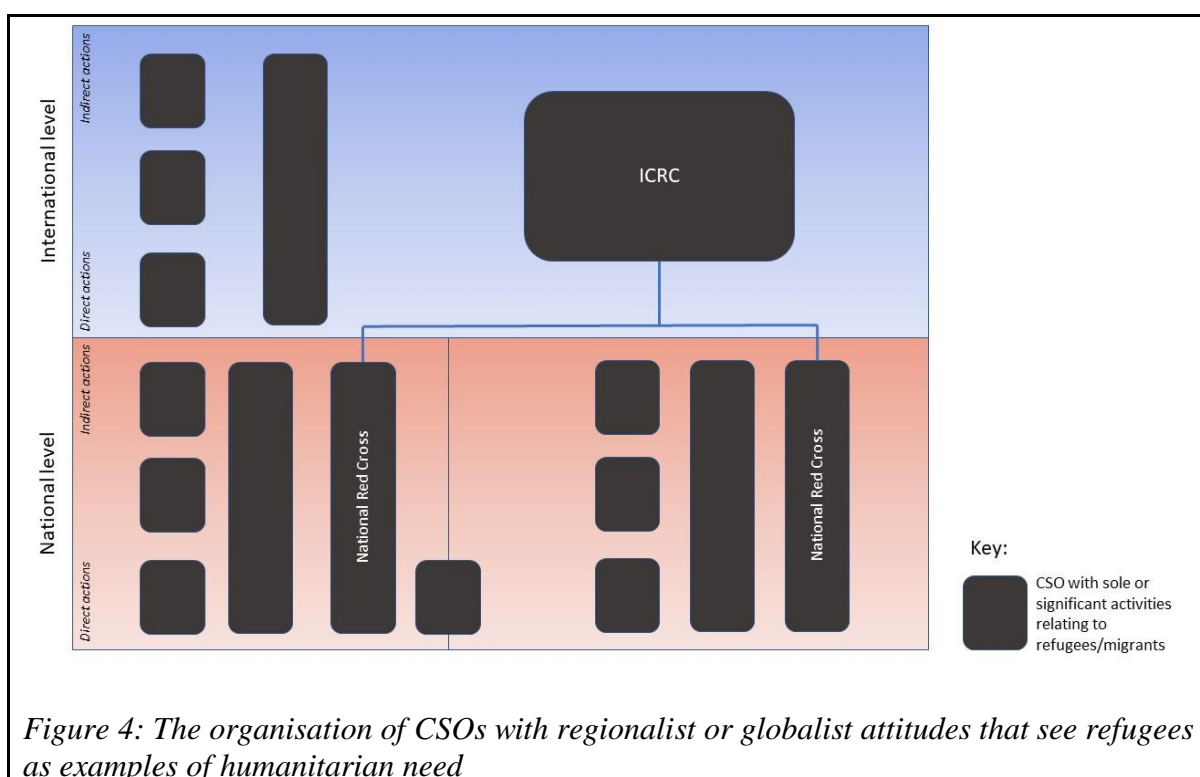 International level
Indirect actions
Direct actions
ICRC
National level
Indirect actions
Direct actions
National Red Cross
National Red Cross
Key:
CSO with sole or
significant activities
relating to
refugees/migrants
Figure 4: The organisation of CSOs with regionalist or globalist attitudes that see refugees
as examples of humanitarian need